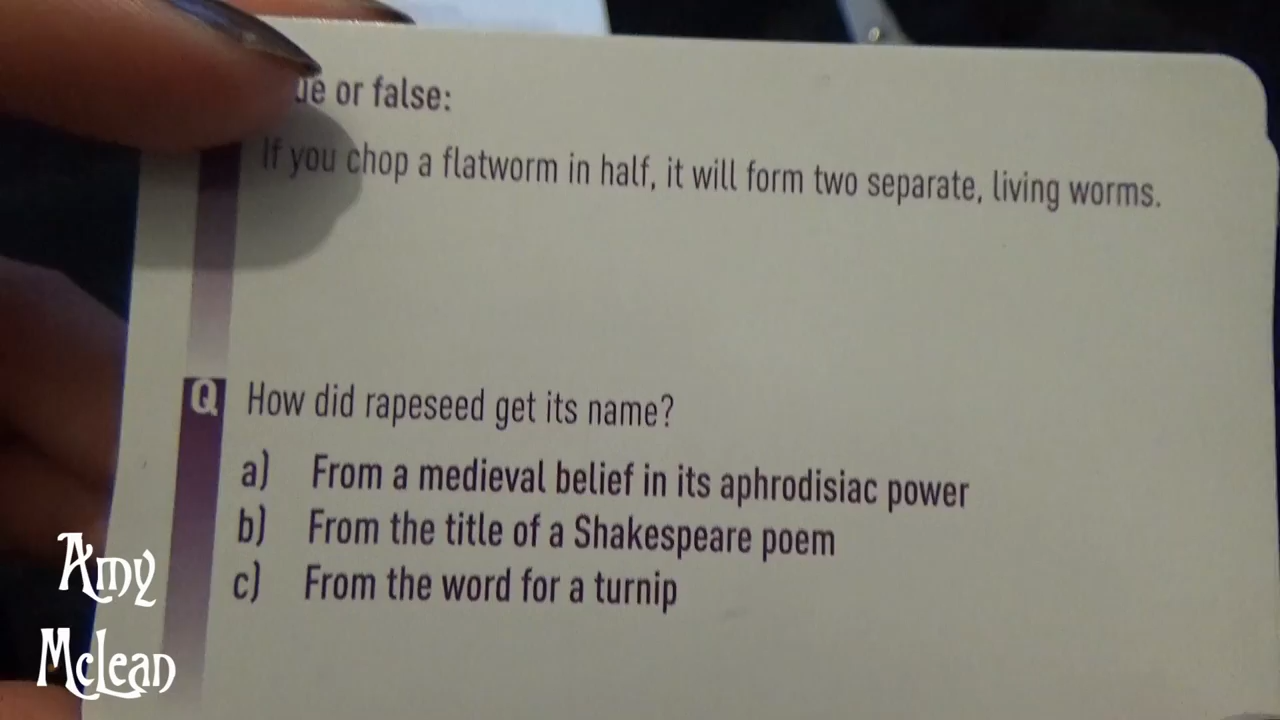 or false:
If you chop a flatworm in half, it will form two separate, living worms.
Q How did rapeseed get its name?
a) From a medieval belief in its aphrodisiac power
b) From the title of a Shakespeare poem
c) From the word for a turnip
Amy
McLean